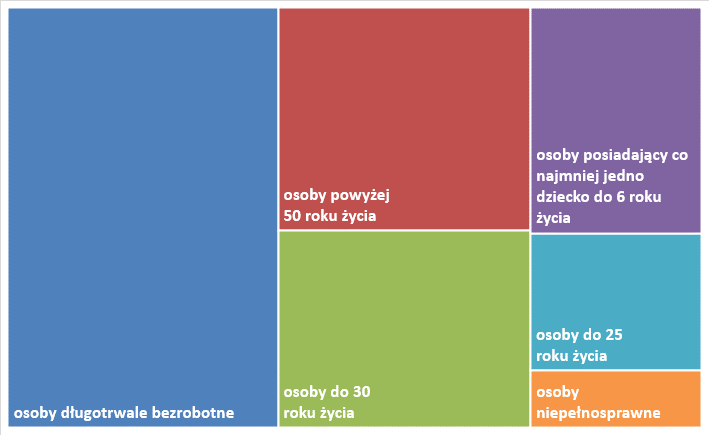 osoby długotrwale bezrobotne
osoby powyżej
50 roku życia
osoby do 30
roku życia
osoby posiadający co
najmniej jedno
dziecko do 6 roku
życia
osoby do 25
roku życia
osoby
niepełnosprawne